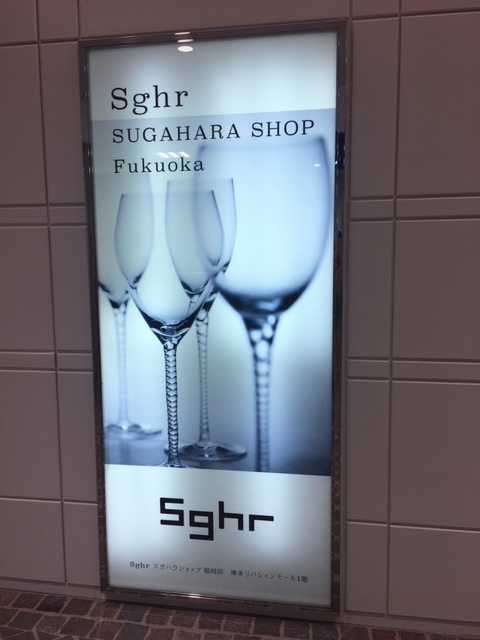 Sghr
SUGAHARA SHOP
Fukuoka
Sghr
Sghr スガハラショップ 福岡店 博多リバレインモール1階